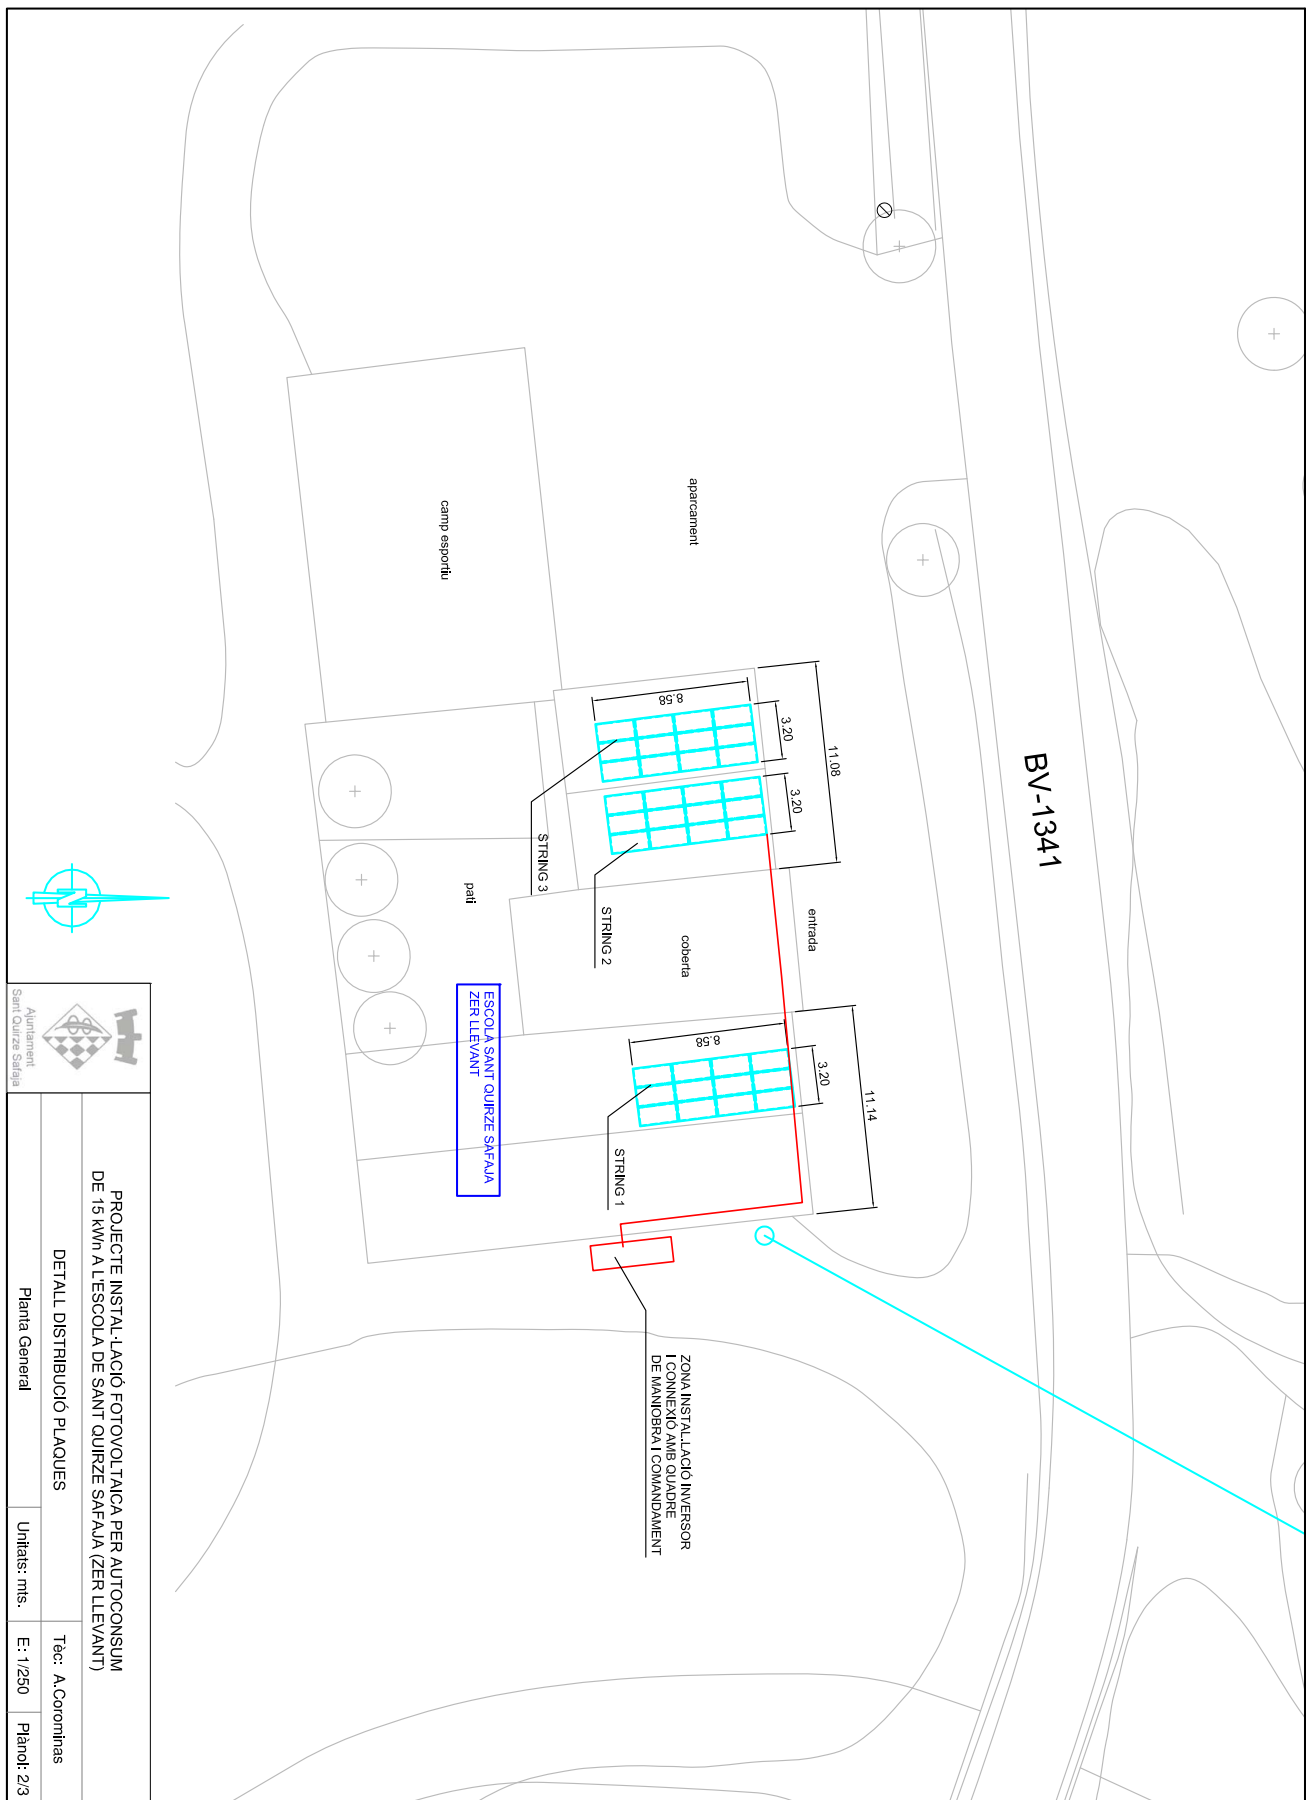 BV-1341
aparcament
camp esportiu
8.58
3.20
11.08
3.20
STRING 3
STRING 2
pati
coberta
entrada
ESCOLA SANT QUIRZE SAFAJA
ZER LLEVANT
8.58
3.20
11.14
STRING 1
ZONA INSTAL.LACIÓ INVERSOR
I CONNEXIÓ AMB QUADRE
DE MANIOBRA I COMANDAMENT
N
Ajuntament
Sant Quirze Safaja
PROJECTE INSTAL·LACIÓ FOTOVOLTAICA PER AUTOCONSUM
DE 15 kWn A L'ESCOLA DE SANT QUIRZE SAFAJA (ZER LLEVANT)
DETALL DISTRIBUCIÓ PLAQUES
Tèc: A.Corominas
Planta General
Unitats: mts.
E: 1/250
Plànol: 2/3